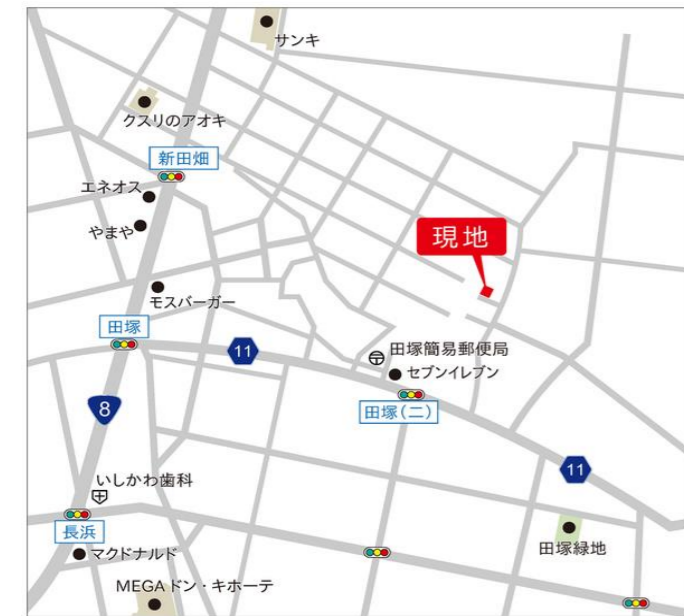 サンキ
クスリのアオキ
新田畑
エネオス
やまや
現地
モスバーガー
田塚
11
田塚簡易郵便局
セブンイレブン
田塚(二)
8
11
いしかわ歯科
長浜
マクドナルド
田塚緑地
MEGAドン・キホーテ